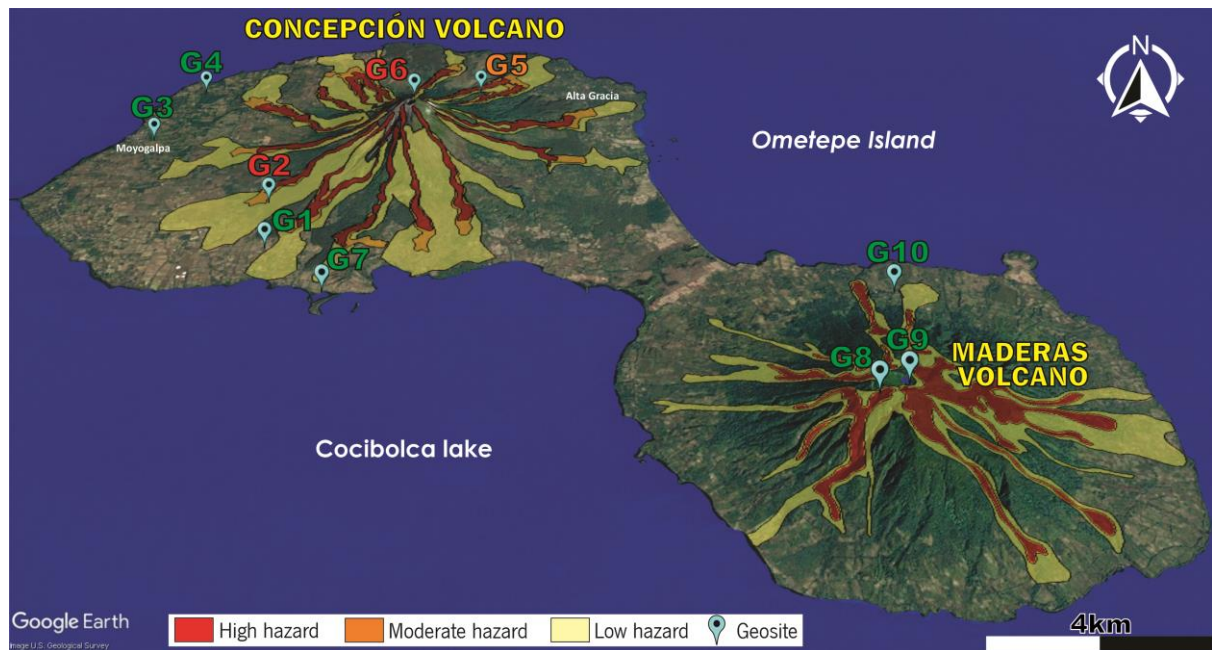 CONCEPCIÓN VOLCANO
N
G4
G6
G5
G3
Alta Gracia
Moyogalpa
Ometepe Island
G2
G1
G7
G10
G8
G9
MADERAS
VOLCANO
Cocibolca lake
Google Earth
Image U.S. Geological Survey
High hazard
Moderate hazard
Low hazard
Geosite
4km